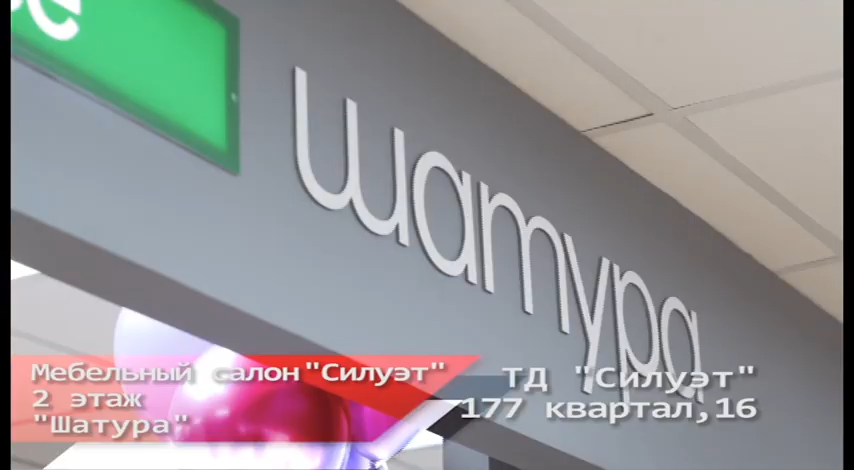 шатура
Мебельный салон "Силуэт"
2 этаж
"Шатура"
ТД "Силуэт"
177 квартал,16